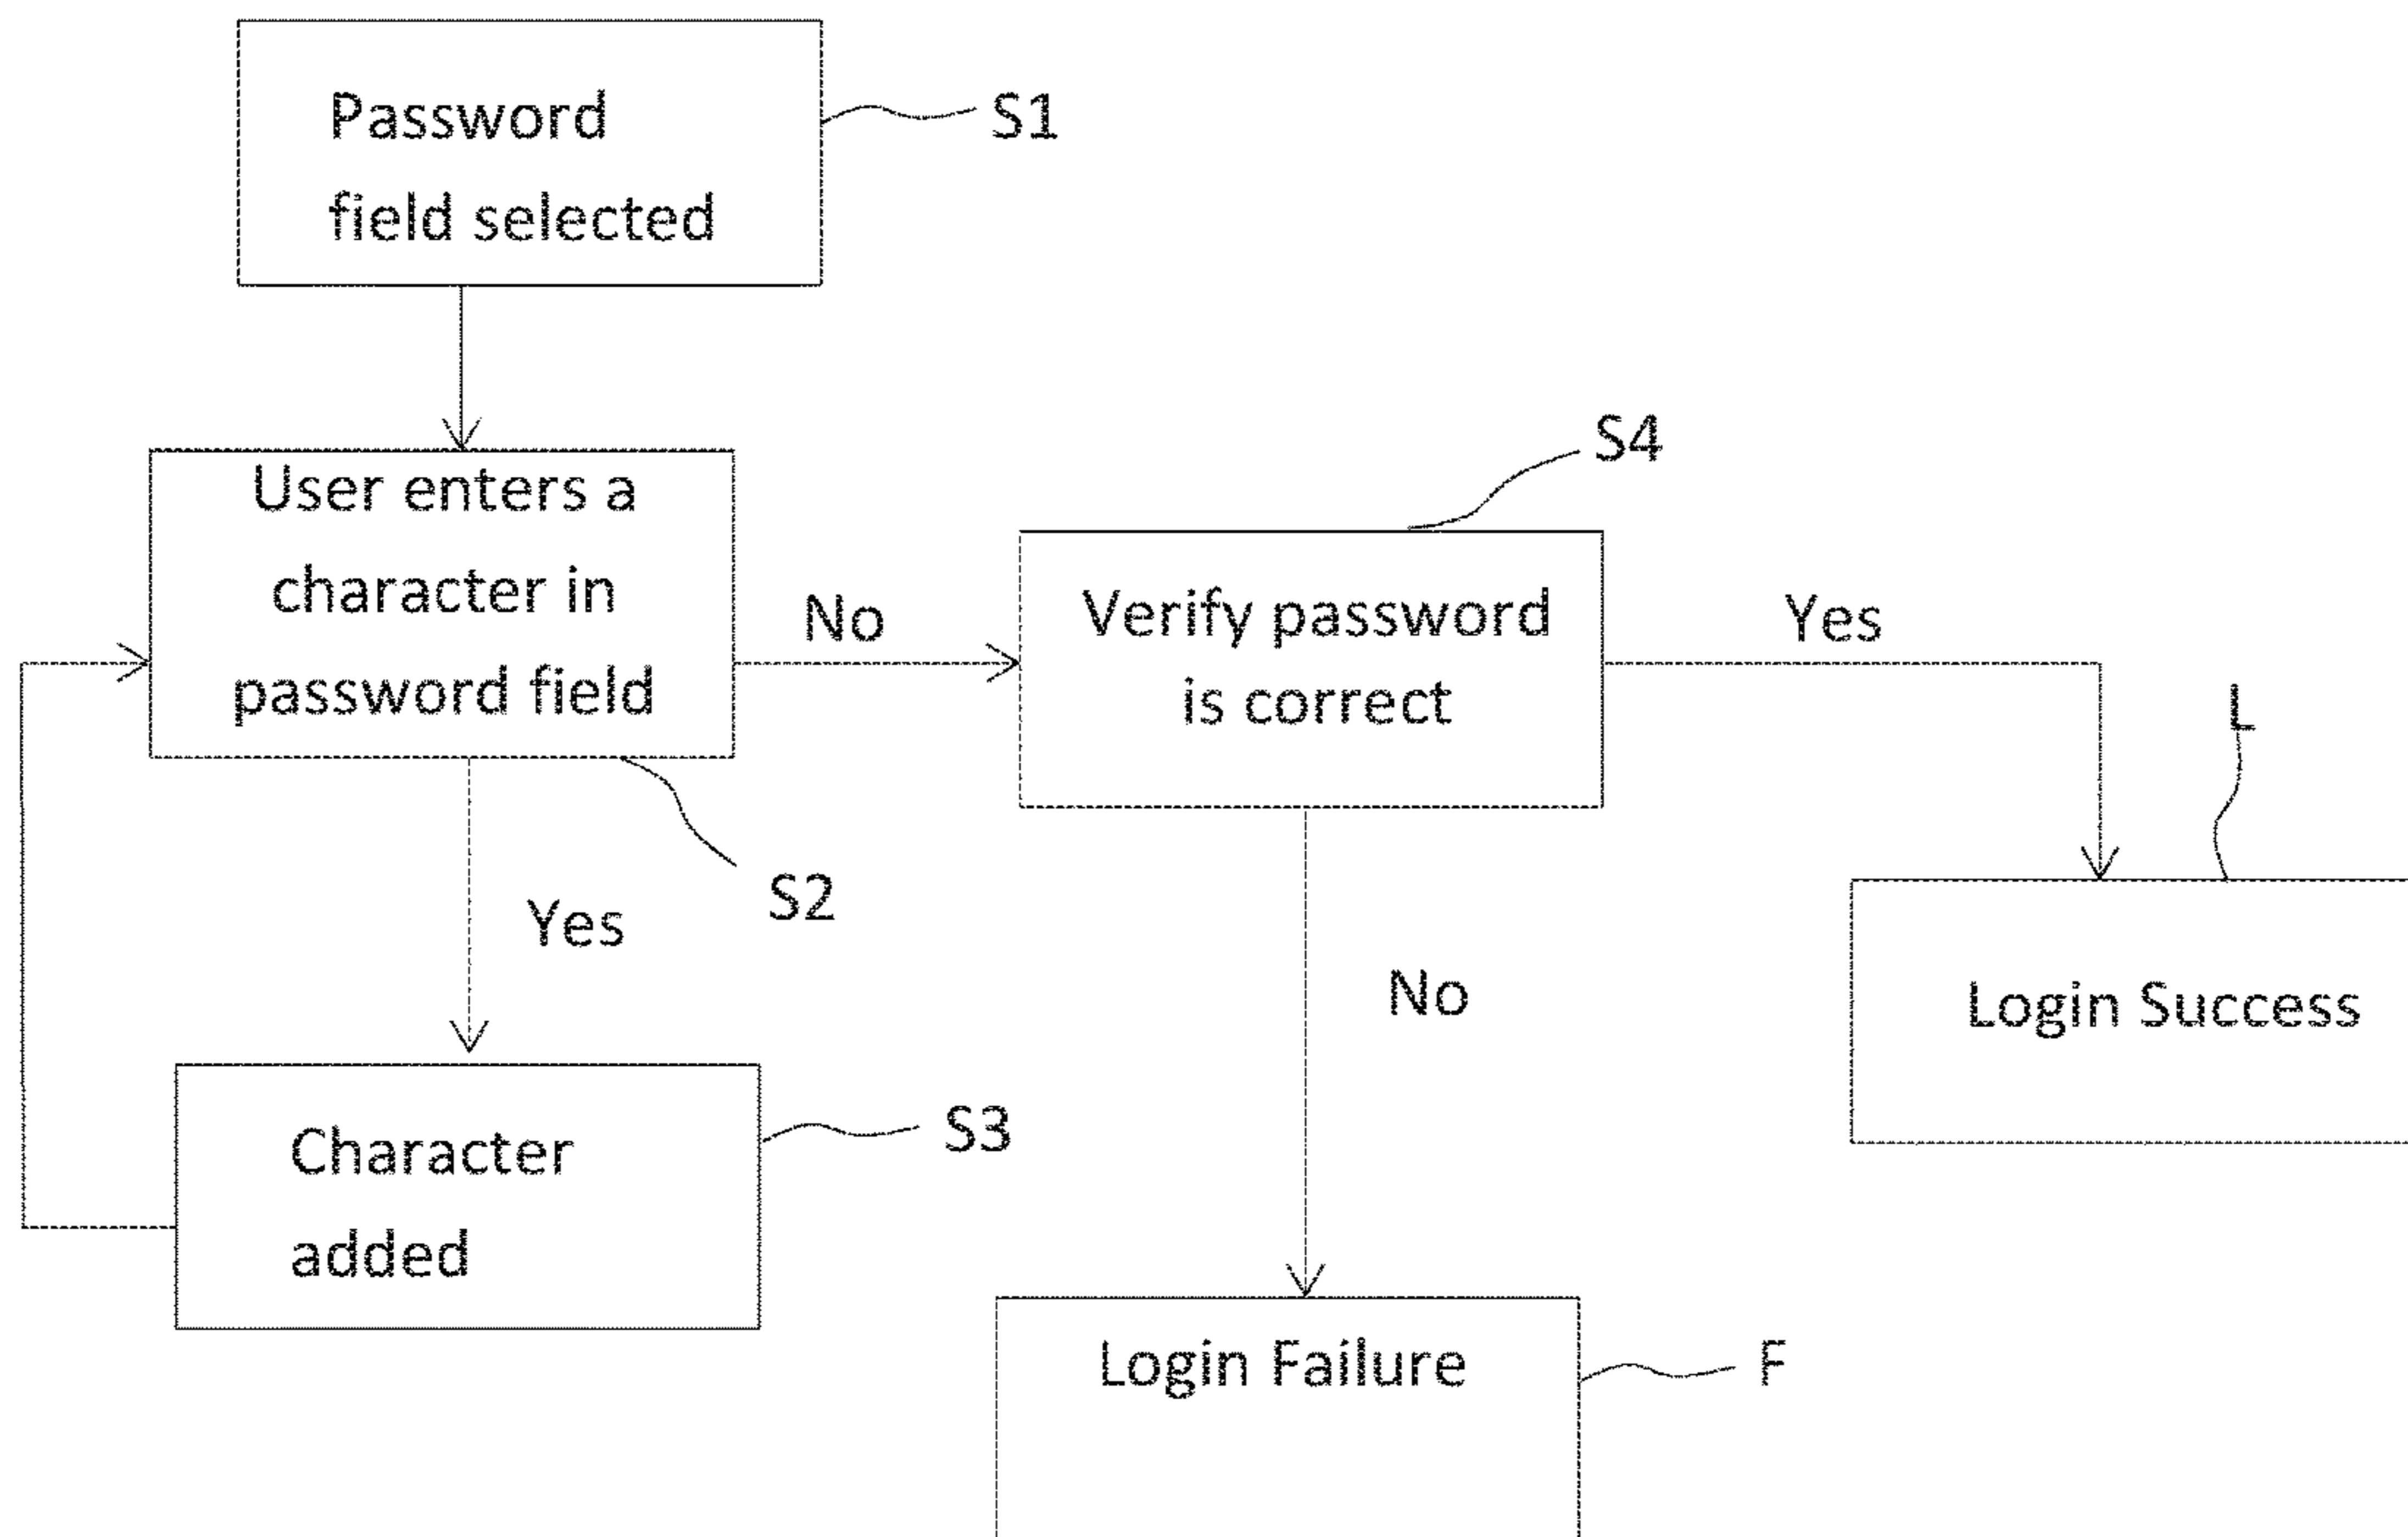 Password
field selected
S1
User enters a
character in
password field
No
S4
Verify password
is correct
Yes
L
S2
Yes
No
Login Success
Character
added
S3
Login Failure
F